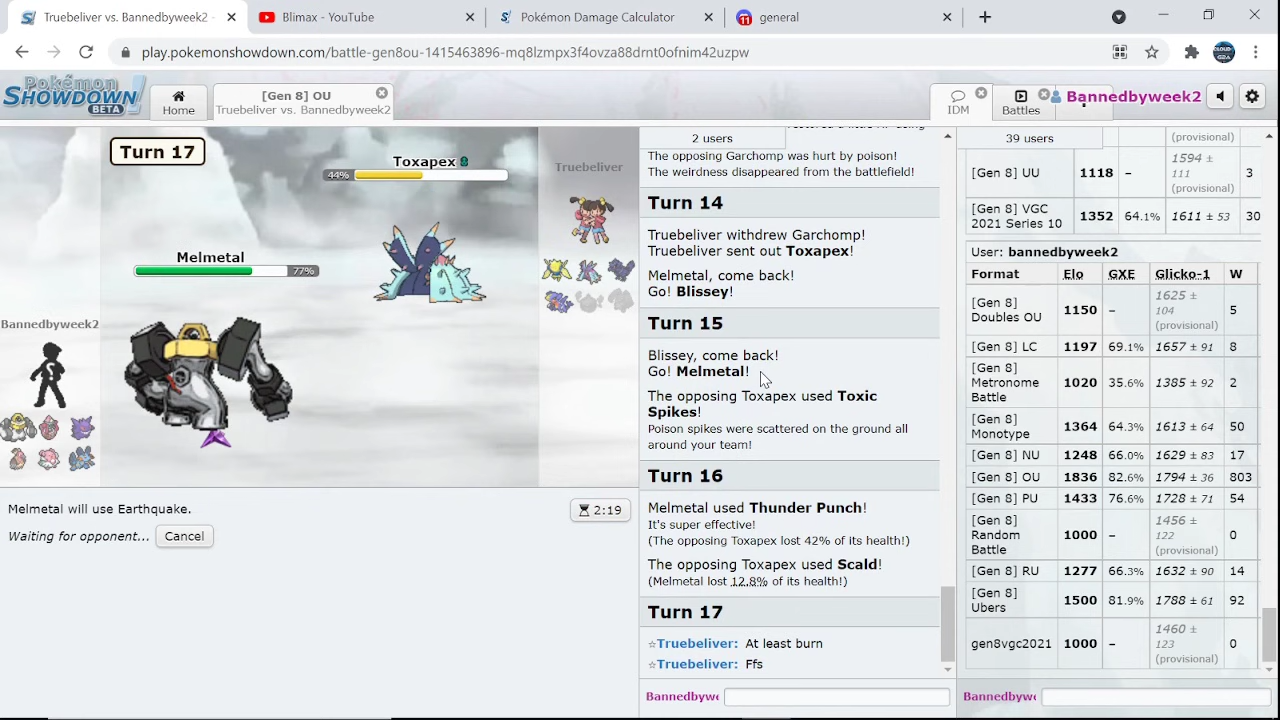 Truebeliver vs. Bannedbyweek2 -
Blimax - YouTube
Pokémon Damage Calculator
11
general
play.pokemonshowdown.com/battle-gen8ou-1415463896-mq8lzmpx3f4ovza88drnt0ofnim42uzpw
Pokémon
SHOWDOWN!
BETA
Home
[Gen 8] OU
Truebeliver vs. Bannedbyweek2
IDM
Battles
Bannedbyweek2
Turn 17
Toxapex
44%
Melmetal
77%
Truebeliver
Bannedbyweek2
Melmetal will use Earthquake.
2:19
Waiting for opponent...
Cancel
2 users
The opposing Garchomp was hurt by poison!
The weirdness disappeared from the battlefield!
Turn 14
Truebeliver withdrew Garchomp!
Truebeliver sent out Toxapex!
Melmetal, come back!
Go! Blissey!
Turn 15
Blissey, come back!
Go! Melmetal!
The opposing Toxapex used Toxic
Spikes!
Poison spikes were scattered on the ground all
around your team!
Turn 16
Melmetal used Thunder Punch!
It's super effective!
(The opposing Toxapex lost 42% of its health!)
The opposing Toxapex used Scald!
(Melmetal lost 12.8% of its health!)
Turn 17
☆Truebeliver: At least burn
☆Truebeliver: Ffs
Bannedbywe
39 users
(provisional)
[Gen 8] UU 1118 – 1594 ± 111 (provisional) 3
[Gen 8] VGC 2021 Series 10 1352 64.1% 1611 ± 53 30
User: bannedbyweek2
Format Elo GXE Glicko-1 W
[Gen 8] Doubles OU 1150 – 1625 ± 104 (provisional) 5
[Gen 8] LC 1197 69.1% 1657 ± 91 8
[Gen 8] Metronome Battle 1020 35.6% 1385 ± 92 2
[Gen 8] Monotype 1364 64.3% 1613 ± 64 50
[Gen 8] NU 1248 66.0% 1629 ± 83 17
[Gen 8] OU 1836 82.6% 1794 ± 36 803
[Gen 8] PU 1433 76.6% 1728 ± 71 54
[Gen 8] Random Battle 1000 – 1456 ± 122 (provisional) 0
[Gen 8] RU 1277 66.3% 1632 ± 90 14
[Gen 8] Ubers 1500 81.9% 1788 ± 61 92
gen8vgc2021 1000 – 1460 ± 123 (provisional) 0
Bannedbyw